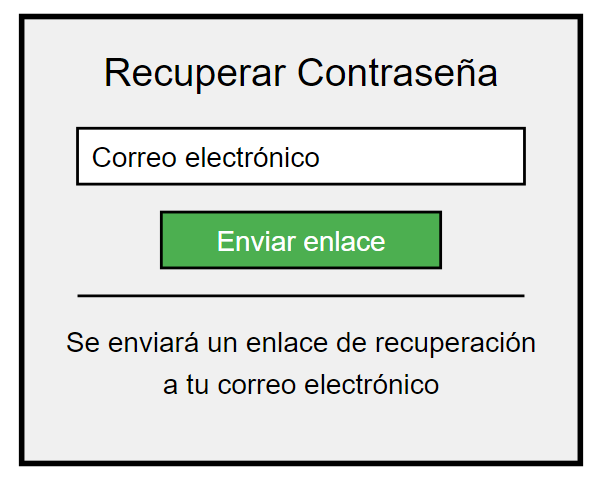 Recuperar Contraseña
Correo electrónico
Enviar enlace
Se enviará un enlace de recuperación
a tu correo electrónico